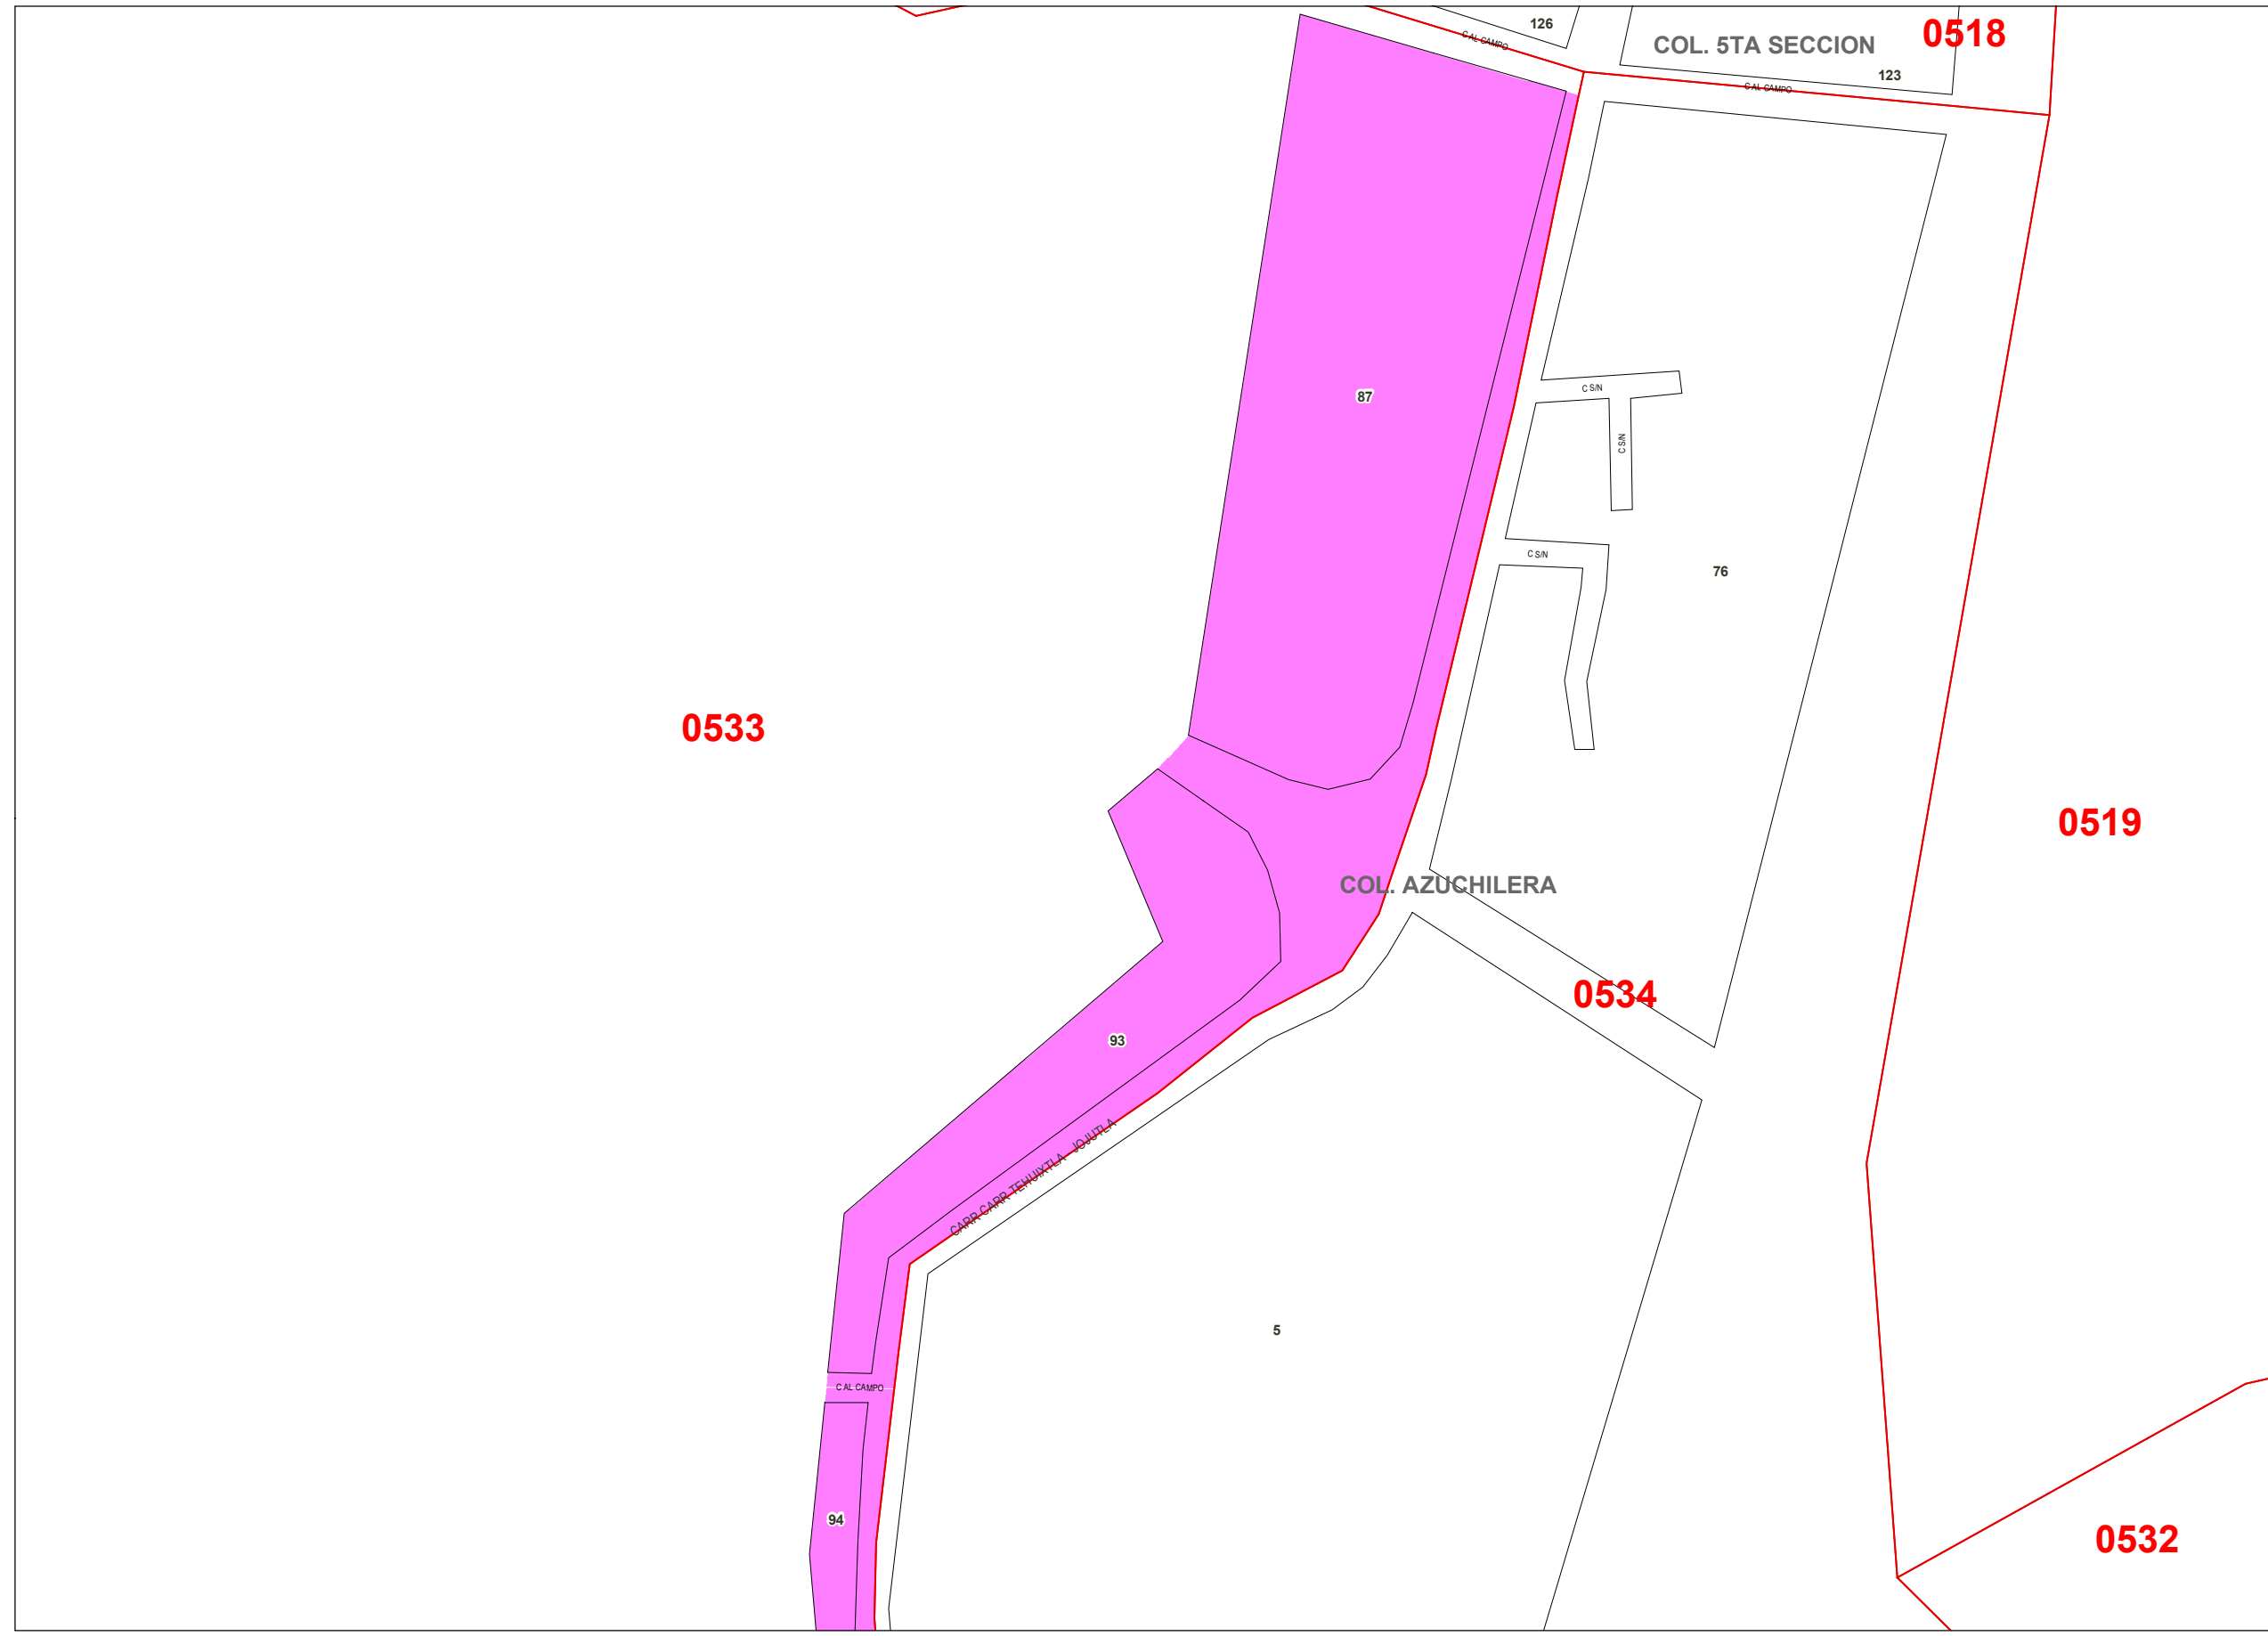 126
0518
C AL CAMPO
COL. 5TA SECCION
123
C AL CAMPO
87
C S/N
C S/N
C S/N
76
0533
0519
COL. AZUCHILERA
0534
93
CARR CARR TEHUIXTLA - JOJUTLA
5
C AL CAMPO
94
0532